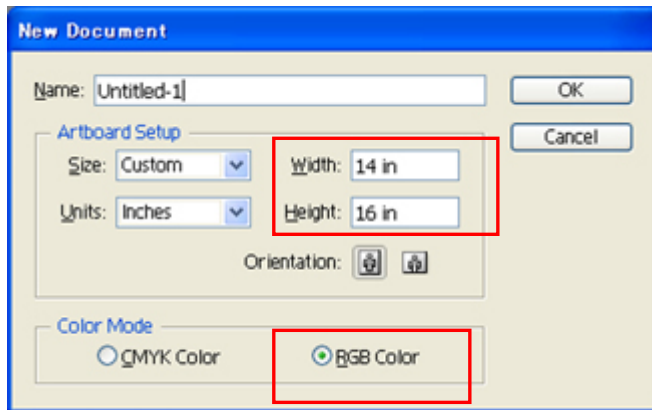 New Document
Name: Untitled-1 OK
Artboard Setup Cancel
Size: Custom Width: 14 in
Units: Inches Height: 16 in
Orientation:
Color Mode
CMYK Color RGB Color